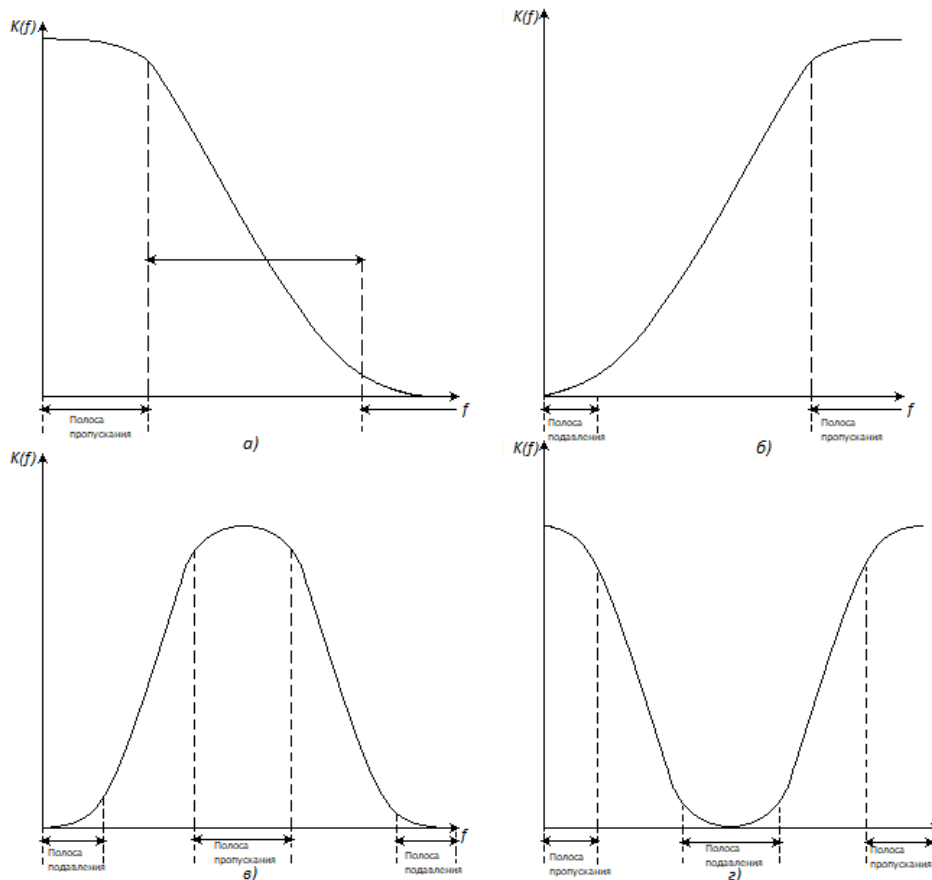 K(f)
Полоса
пропускания
f
а)
K(f)
Полоса
подавления
f
Полоса
пропускания
б)
K(f)
f
Полоса
подавления
Полоса
пропускания
Полоса
подавления
в)
K(f)
Полоса
пропускания
Полоса
подавления
Полоса
пропускания
г)